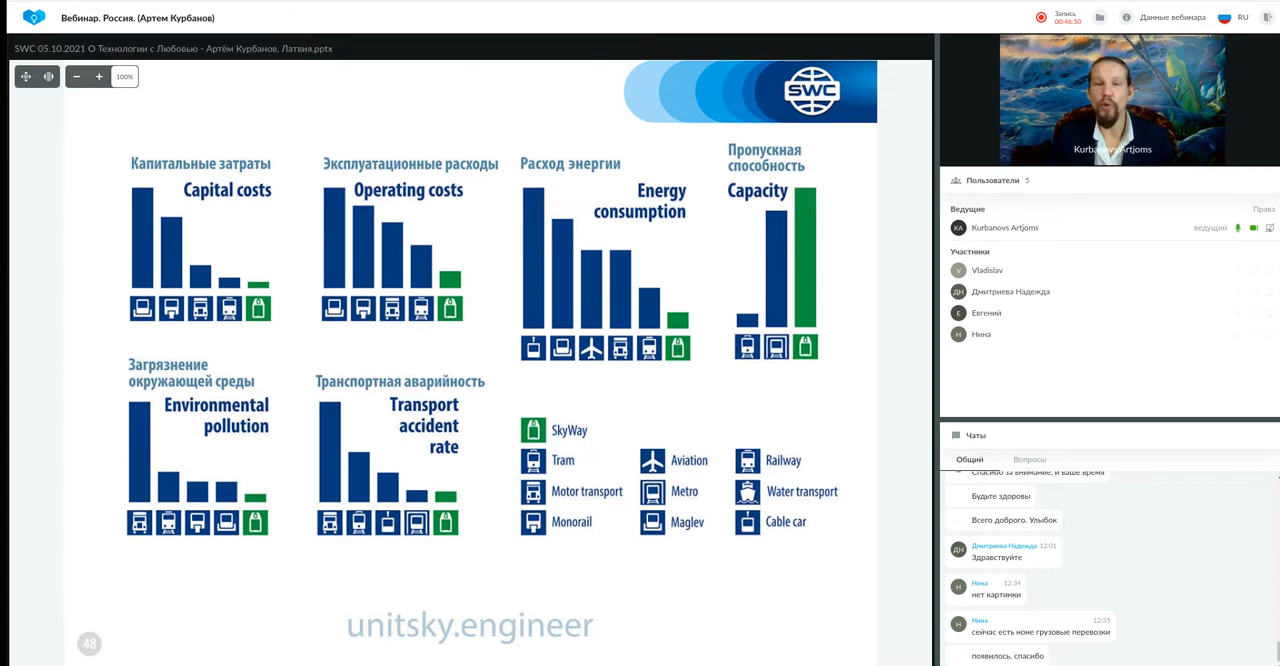 Вебинар. Россия. (Артем Курбанов)
Запись
00:46:50
Данные вебинара
RU
SWC 05.10.2021 О Технологии с Любовью - Артём Курбанов, Латвия.pptx
100%
SWC
Капитальные затраты
Capital costs
Эксплуатационные расходы
Operating costs
Расход энергии
Energy
consumption
Пропускная
способность
Capacity
Загрязнение
окружающей среды
Environmental
pollution
Транспортная аварийность
Transport
accident
rate
SkyWay
Tram
Aviation
Railway
Motor transport
Metro
Water transport
Monorail
Maglev
Cable car
unitsky.engineer
48
Kurbanovs Artjoms
Пользователи 5
Ведущие
Права
KA
Kurbanovs Artjoms
ведущий
Участники
V
Vladislav
ДН
Дмитриева Надежда
Е
Евгений
Н
Нина
Чаты
Общий
Вопросы
Спасибо за внимание, и ваше время
Будьте здоровы
Всего доброго. Улыбок
ДН
Дмитриева Надежда 12:01
Здравствуйте
Н
Нина 12:34
нет картинки
Н
Нина 12:35
сейчас есть ноне грузовые перевозки
появилось, спасибо